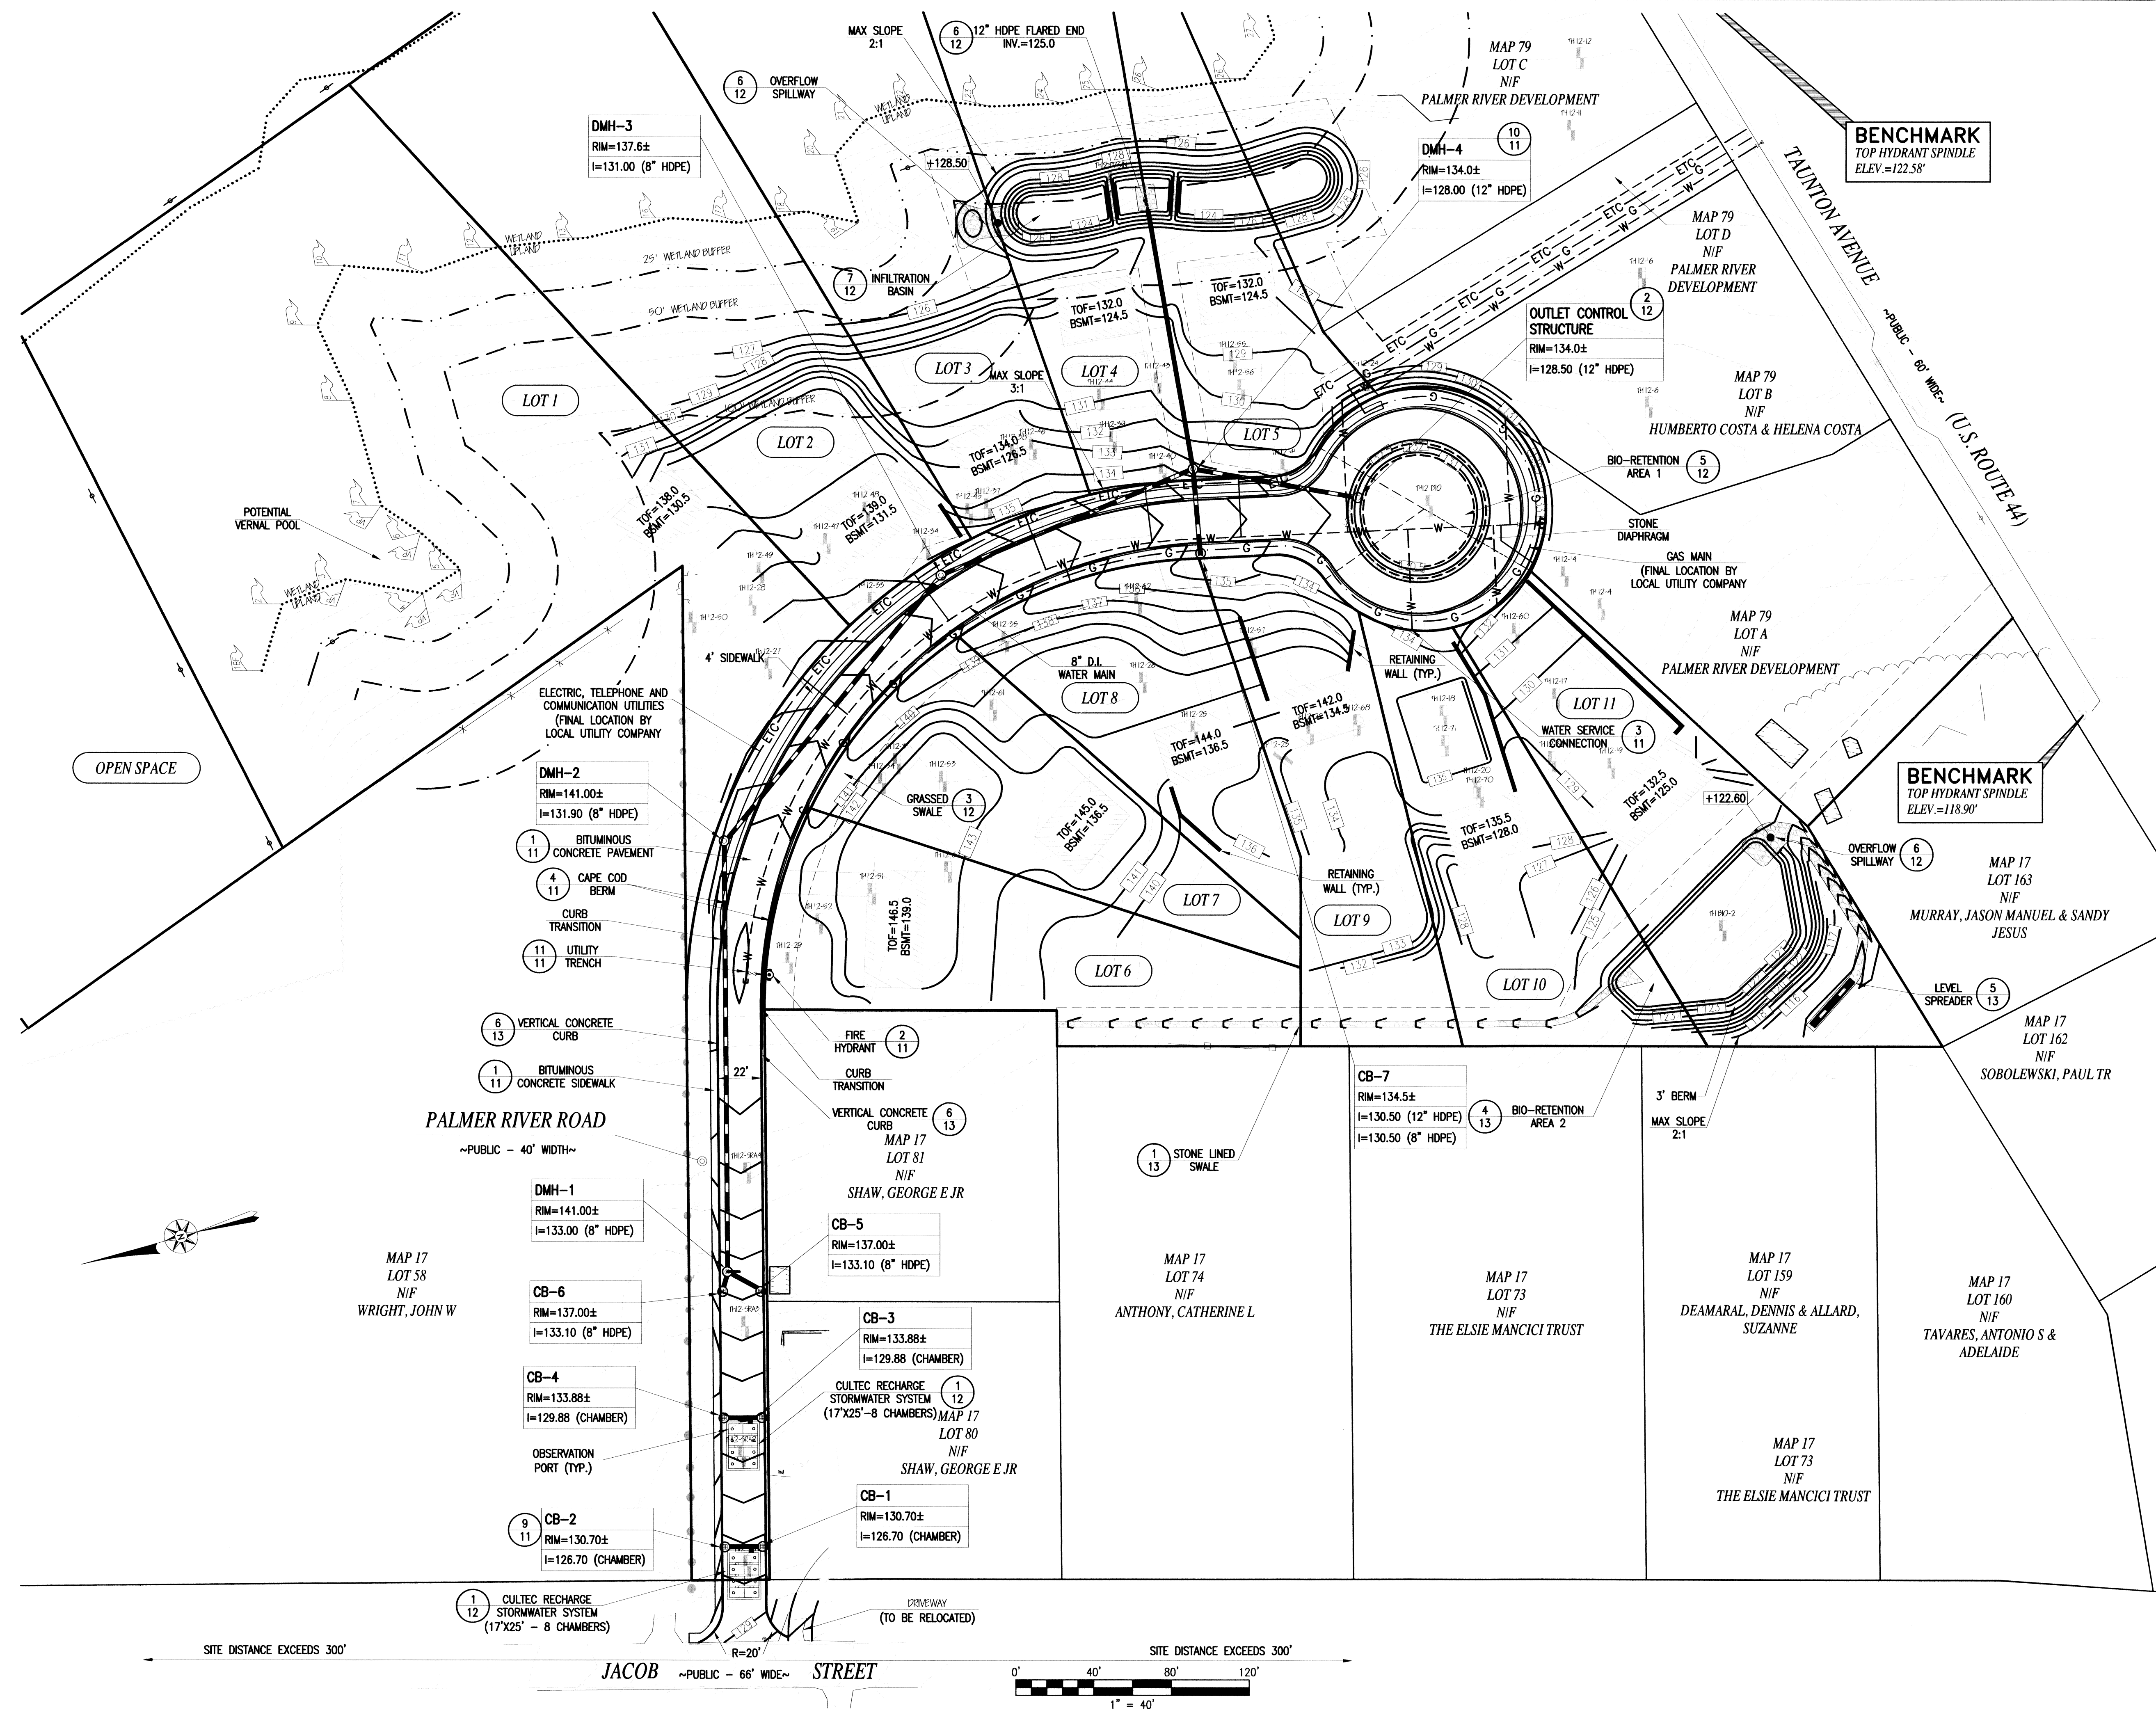 MAX SLOPE
2:1
6
12
12" HDPE FLARED END
INV.=125.0
6
12
OVERFLOW
SPILLWAY
MAP 79
LOT C
N/F
PALMER RIVER DEVELOPMENT
BENCHMARK
TOP HYDRANT SPINDLE
ELEV.=122.58'
DMH-3
RIM=137.6±
I=131.00 (8" HDPE)
+128.50
10
11
DMH-4
RIM=134.0±
I=128.00 (12" HDPE)
TAUNTON AVENUE
~PUBLIC - 60' WIDE~
(U.S. ROUTE 44)
WETLAND
UPLAND
WETLAND
UPLAND
25' WETLAND BUFFER
50' WETLAND BUFFER
100' WETLAND BUFFER
7
12
INFILTRATION
BASIN
MAP 79
LOT D
N/F
PALMER RIVER
DEVELOPMENT
TOF=132.0
BSMT=124.5
TOF=132.0
BSMT=124.5
2
12
OUTLET CONTROL
STRUCTURE
RIM=134.0±
I=128.50 (12" HDPE)
LOT 1
LOT 2
LOT 3
LOT 4
LOT 5
MAX SLOPE
3:1
MAP 79
LOT B
N/F
HUMBERTO COSTA & HELENA COSTA
TOF=138.0
BSMT=130.5
TOF=139.0
BSMT=131.5
TOF=134.0
BSMT=126.5
BIO-RETENTION
AREA 1
5
12
POTENTIAL
VERNAL POOL
STONE
DIAPHRAGM
GAS MAIN
(FINAL LOCATION BY
LOCAL UTILITY COMPANY
WETLAND
UPLAND
MAP 79
LOT A
N/F
PALMER RIVER DEVELOPMENT
4' SIDEWALK
8" D.I.
WATER MAIN
RETAINING
WALL (TYP.)
ELECTRIC, TELEPHONE AND
COMMUNICATION UTILITIES
(FINAL LOCATION BY
LOCAL UTILITY COMPANY
LOT 8
LOT 11
TOF=142.0
BSMT=134.5
TOF=144.0
BSMT=136.5
WATER SERVICE
CONNECTION
3
11
OPEN SPACE
DMH-2
RIM=141.00±
I=131.90 (8" HDPE)
GRASSED
SWALE
3
12
TOF=145.0
BSMT=136.5
TOF=132.5
BSMT=125.0
+122.60
BENCHMARK
TOP HYDRANT SPINDLE
ELEV.=118.90'
TOF=135.5
BSMT=128.0
1
11
BITUMINOUS
CONCRETE PAVEMENT
4
11
CAPE COD
BERM
CURB
TRANSITION
11
11
UTILITY
TRENCH
TOF=146.5
BSMT=139.0
RETAINING
WALL (TYP.)
LOT 7
LOT 9
LOT 6
LOT 10
OVERFLOW
SPILLWAY
6
12
MAP 17
LOT 163
N/F
MURRAY, JASON MANUEL & SANDY
JESUS
LEVEL
SPREADER
5
13
6
13
VERTICAL CONCRETE
CURB
FIRE
HYDRANT
2
11
CURB
TRANSITION
1
11
BITUMINOUS
CONCRETE SIDEWALK
22'
MAP 17
LOT 162
N/F
SOBOLEWSKI, PAUL TR
CB-7
RIM=134.5±
I=130.50 (12" HDPE)
I=130.50 (8" HDPE)
4
13
BIO-RETENTION
AREA 2
3' BERM
MAX SLOPE
2:1
PALMER RIVER ROAD
~PUBLIC - 40' WIDTH~
VERTICAL CONCRETE
CURB
6
13
MAP 17
LOT 81
N/F
SHAW, GEORGE E JR
1
13
STONE LINED
SWALE
DMH-1
RIM=141.00±
I=133.00 (8" HDPE)
CB-5
RIM=137.00±
I=133.10 (8" HDPE)
MAP 17
LOT 58
N/F
WRIGHT, JOHN W
CB-6
RIM=137.00±
I=133.10 (8" HDPE)
MAP 17
LOT 74
N/F
ANTHONY, CATHERINE L
MAP 17
LOT 73
N/F
THE ELSIE MANCICI TRUST
MAP 17
LOT 159
N/F
DEAMARAL, DENNIS & ALLARD,
SUZANNE
MAP 17
LOT 160
N/F
TAVARES, ANTONIO S &
ADELAIDE
CB-3
RIM=133.88±
I=129.88 (CHAMBER)
CB-4
RIM=133.88±
I=129.88 (CHAMBER)
CULTEC RECHARGE
STORMWATER SYSTEM
(17'X25'-8 CHAMBERS)
1
12
MAP 17
LOT 80
N/F
SHAW, GEORGE E JR
OBSERVATION
PORT (TYP.)
MAP 17
LOT 73
N/F
THE ELSIE MANCICI TRUST
CB-1
RIM=130.70±
I=126.70 (CHAMBER)
9
11
CB-2
RIM=130.70±
I=126.70 (CHAMBER)
1
12
CULTEC RECHARGE
STORMWATER SYSTEM
(17'X25' - 8 CHAMBERS)
DRIVEWAY
(TO BE RELOCATED)
SITE DISTANCE EXCEEDS 300'
R=20'
SITE DISTANCE EXCEEDS 300'
JACOB ~PUBLIC - 66' WIDE~ STREET
0' 40' 80' 120'
1" = 40'